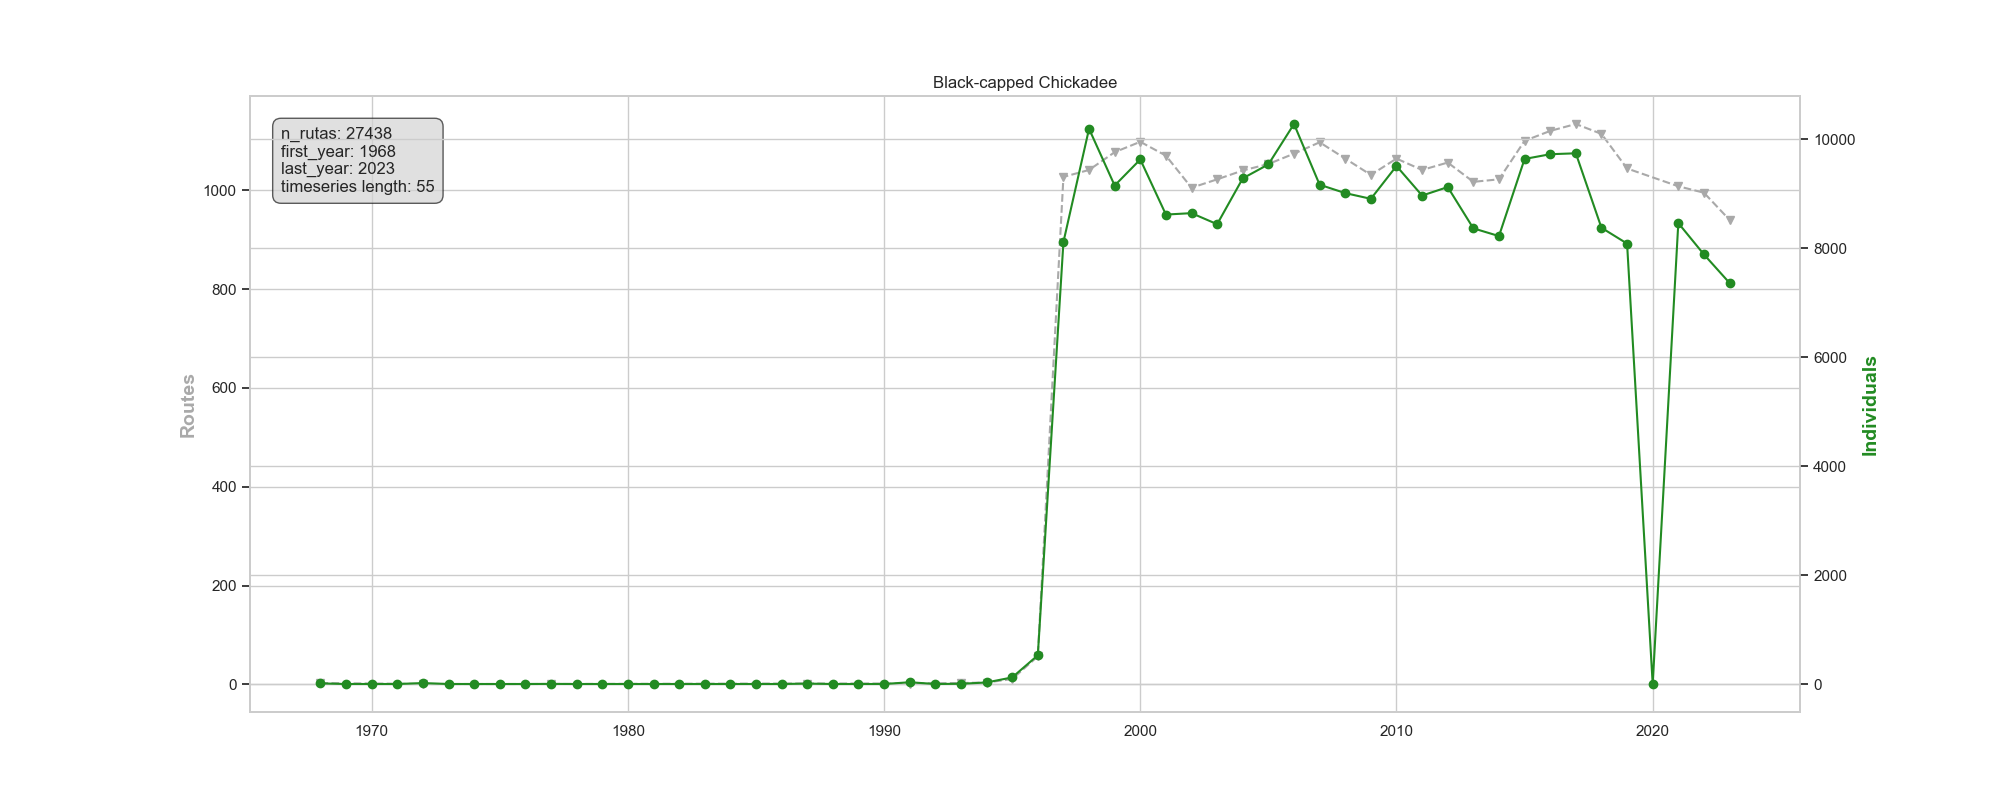 Black-capped Chickadee
n_rutas: 27438
first_year: 1968
last_year: 2023
timeseries length: 55
Routes
1000
800
600
400
200
0
10000
8000
6000
4000
2000
0
Individuals
1970 1980 1990 2000 2010 2020